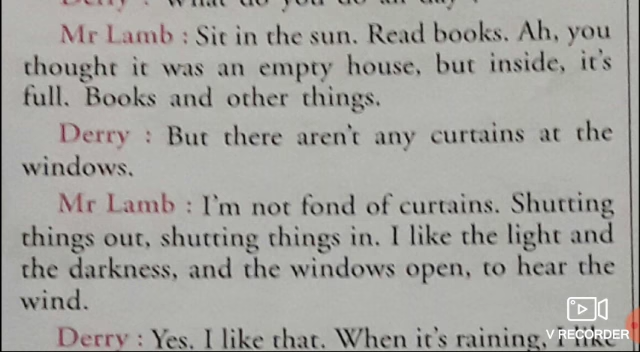 Derry : What do you do all day ?
Mr Lamb : Sit in the sun. Read books. Ah, you
thought it was an empty house, but inside, it's
full. Books and other things.
Derry : But there aren't any curtains at the
windows.
Mr Lamb : I'm not fond of curtains. Shutting
things out, shutting things in. I like the light and
the darkness, and the windows open, to hear the
wind.
Derry : Yes. I like that. When it's raining, I like
V RECORDER